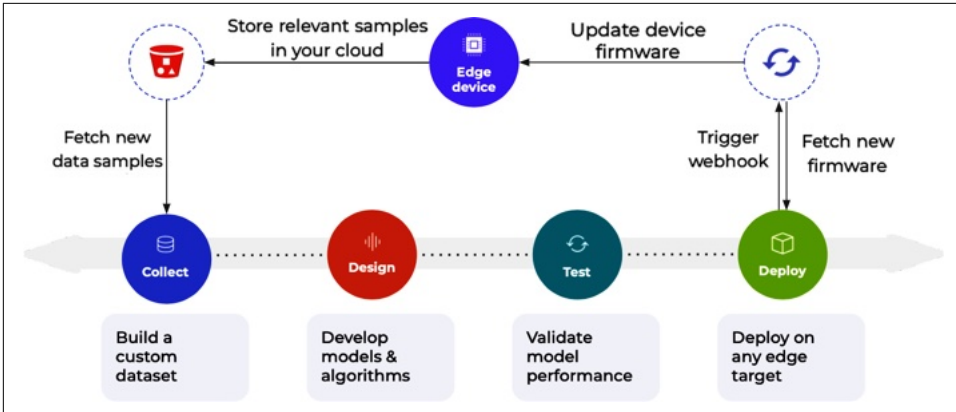 Store relevant samples
in your cloud
Edge
device
Update device
firmware
Fetch new
data samples
Trigger
webhook
Fetch new
firmware
Collect
Design
Test
Deploy
Build a
custom
dataset
Develop
models &
algorithms
Validate
model
performance
Deploy on
any edge
target